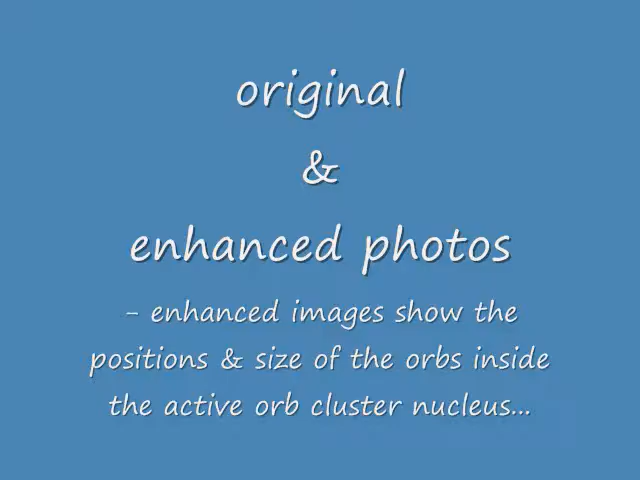 original
&
enhanced photos
- enhanced images show the
positions & size of the orbs inside
the active orb cluster nucleus...